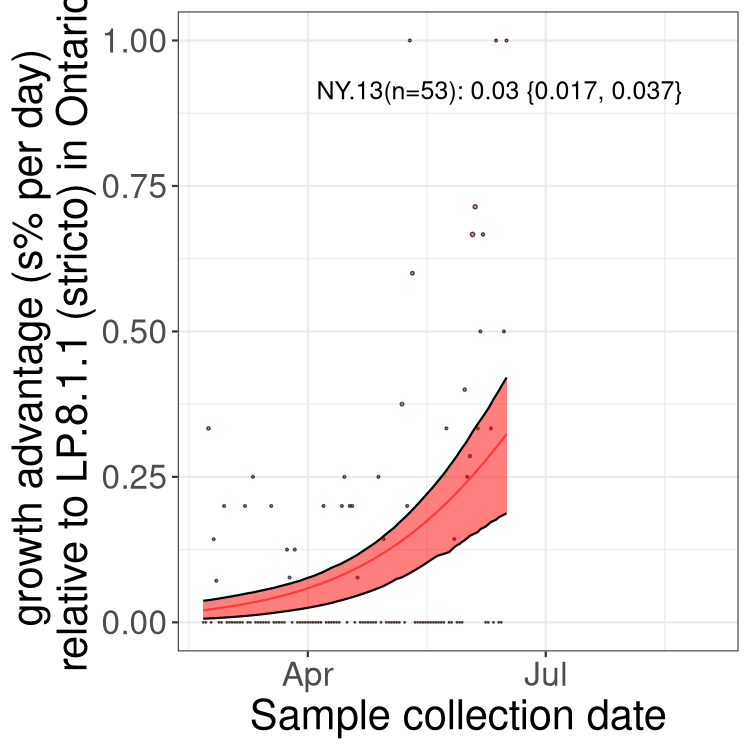 growth advantage (s% per day)
relative to LP.8.1.1 (stricto) in Ontario
1.00
0.75
0.50
0.25
0.00
NY.13(n=53): 0.03 {0.017, 0.037}
Apr
Jul
Sample collection date